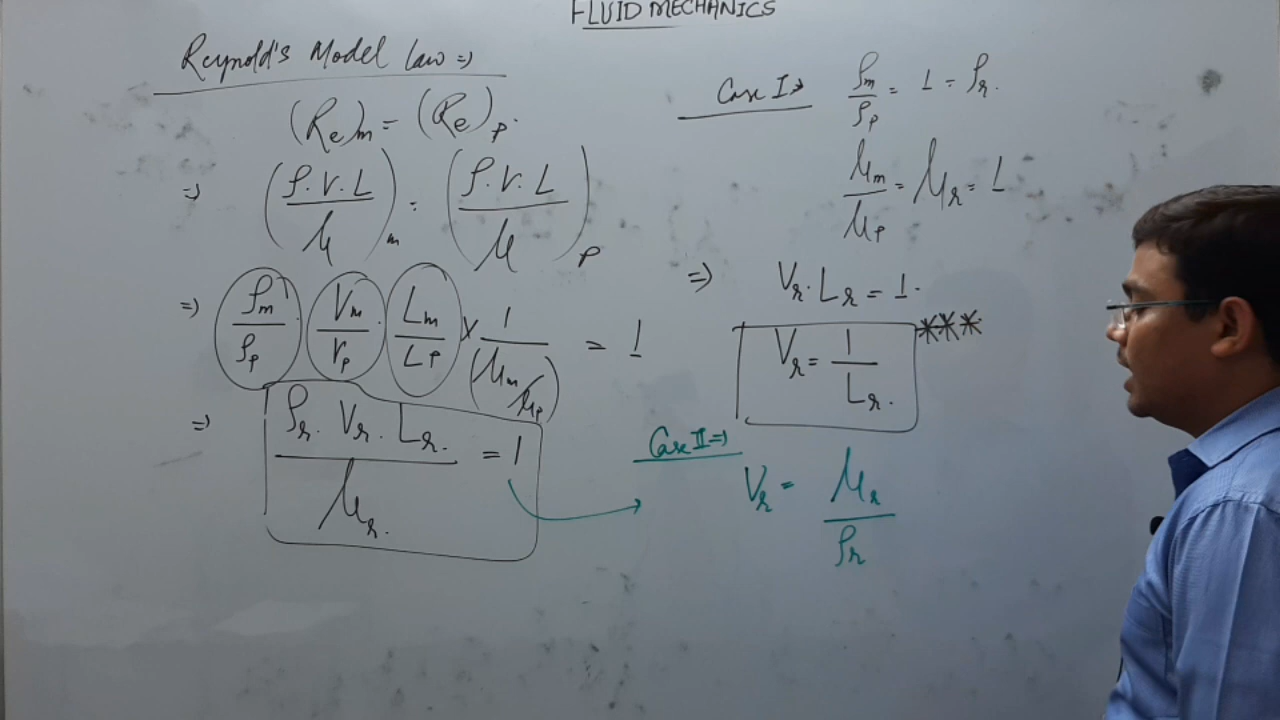 FLUID MECHANICS
Reynold's Model law ⇒
(Re)m = (Re)p.
⇒ (ρ.V.L/μ)m = (ρ.V.L/μ)p
⇒ ρm/ρp Vm/Vp Lm/Lp × 1/(μm/μp) = 1
⇒ ρr. Vr. Lr./μr. = 1
Case I ⇒ ρm/ρp = 1 = ρr.
μm/μp = μr = 1
⇒ Vr. Lr = 1.
Vr = 1/Lr. ***
Case II ⇒
Vr = μr/ρr